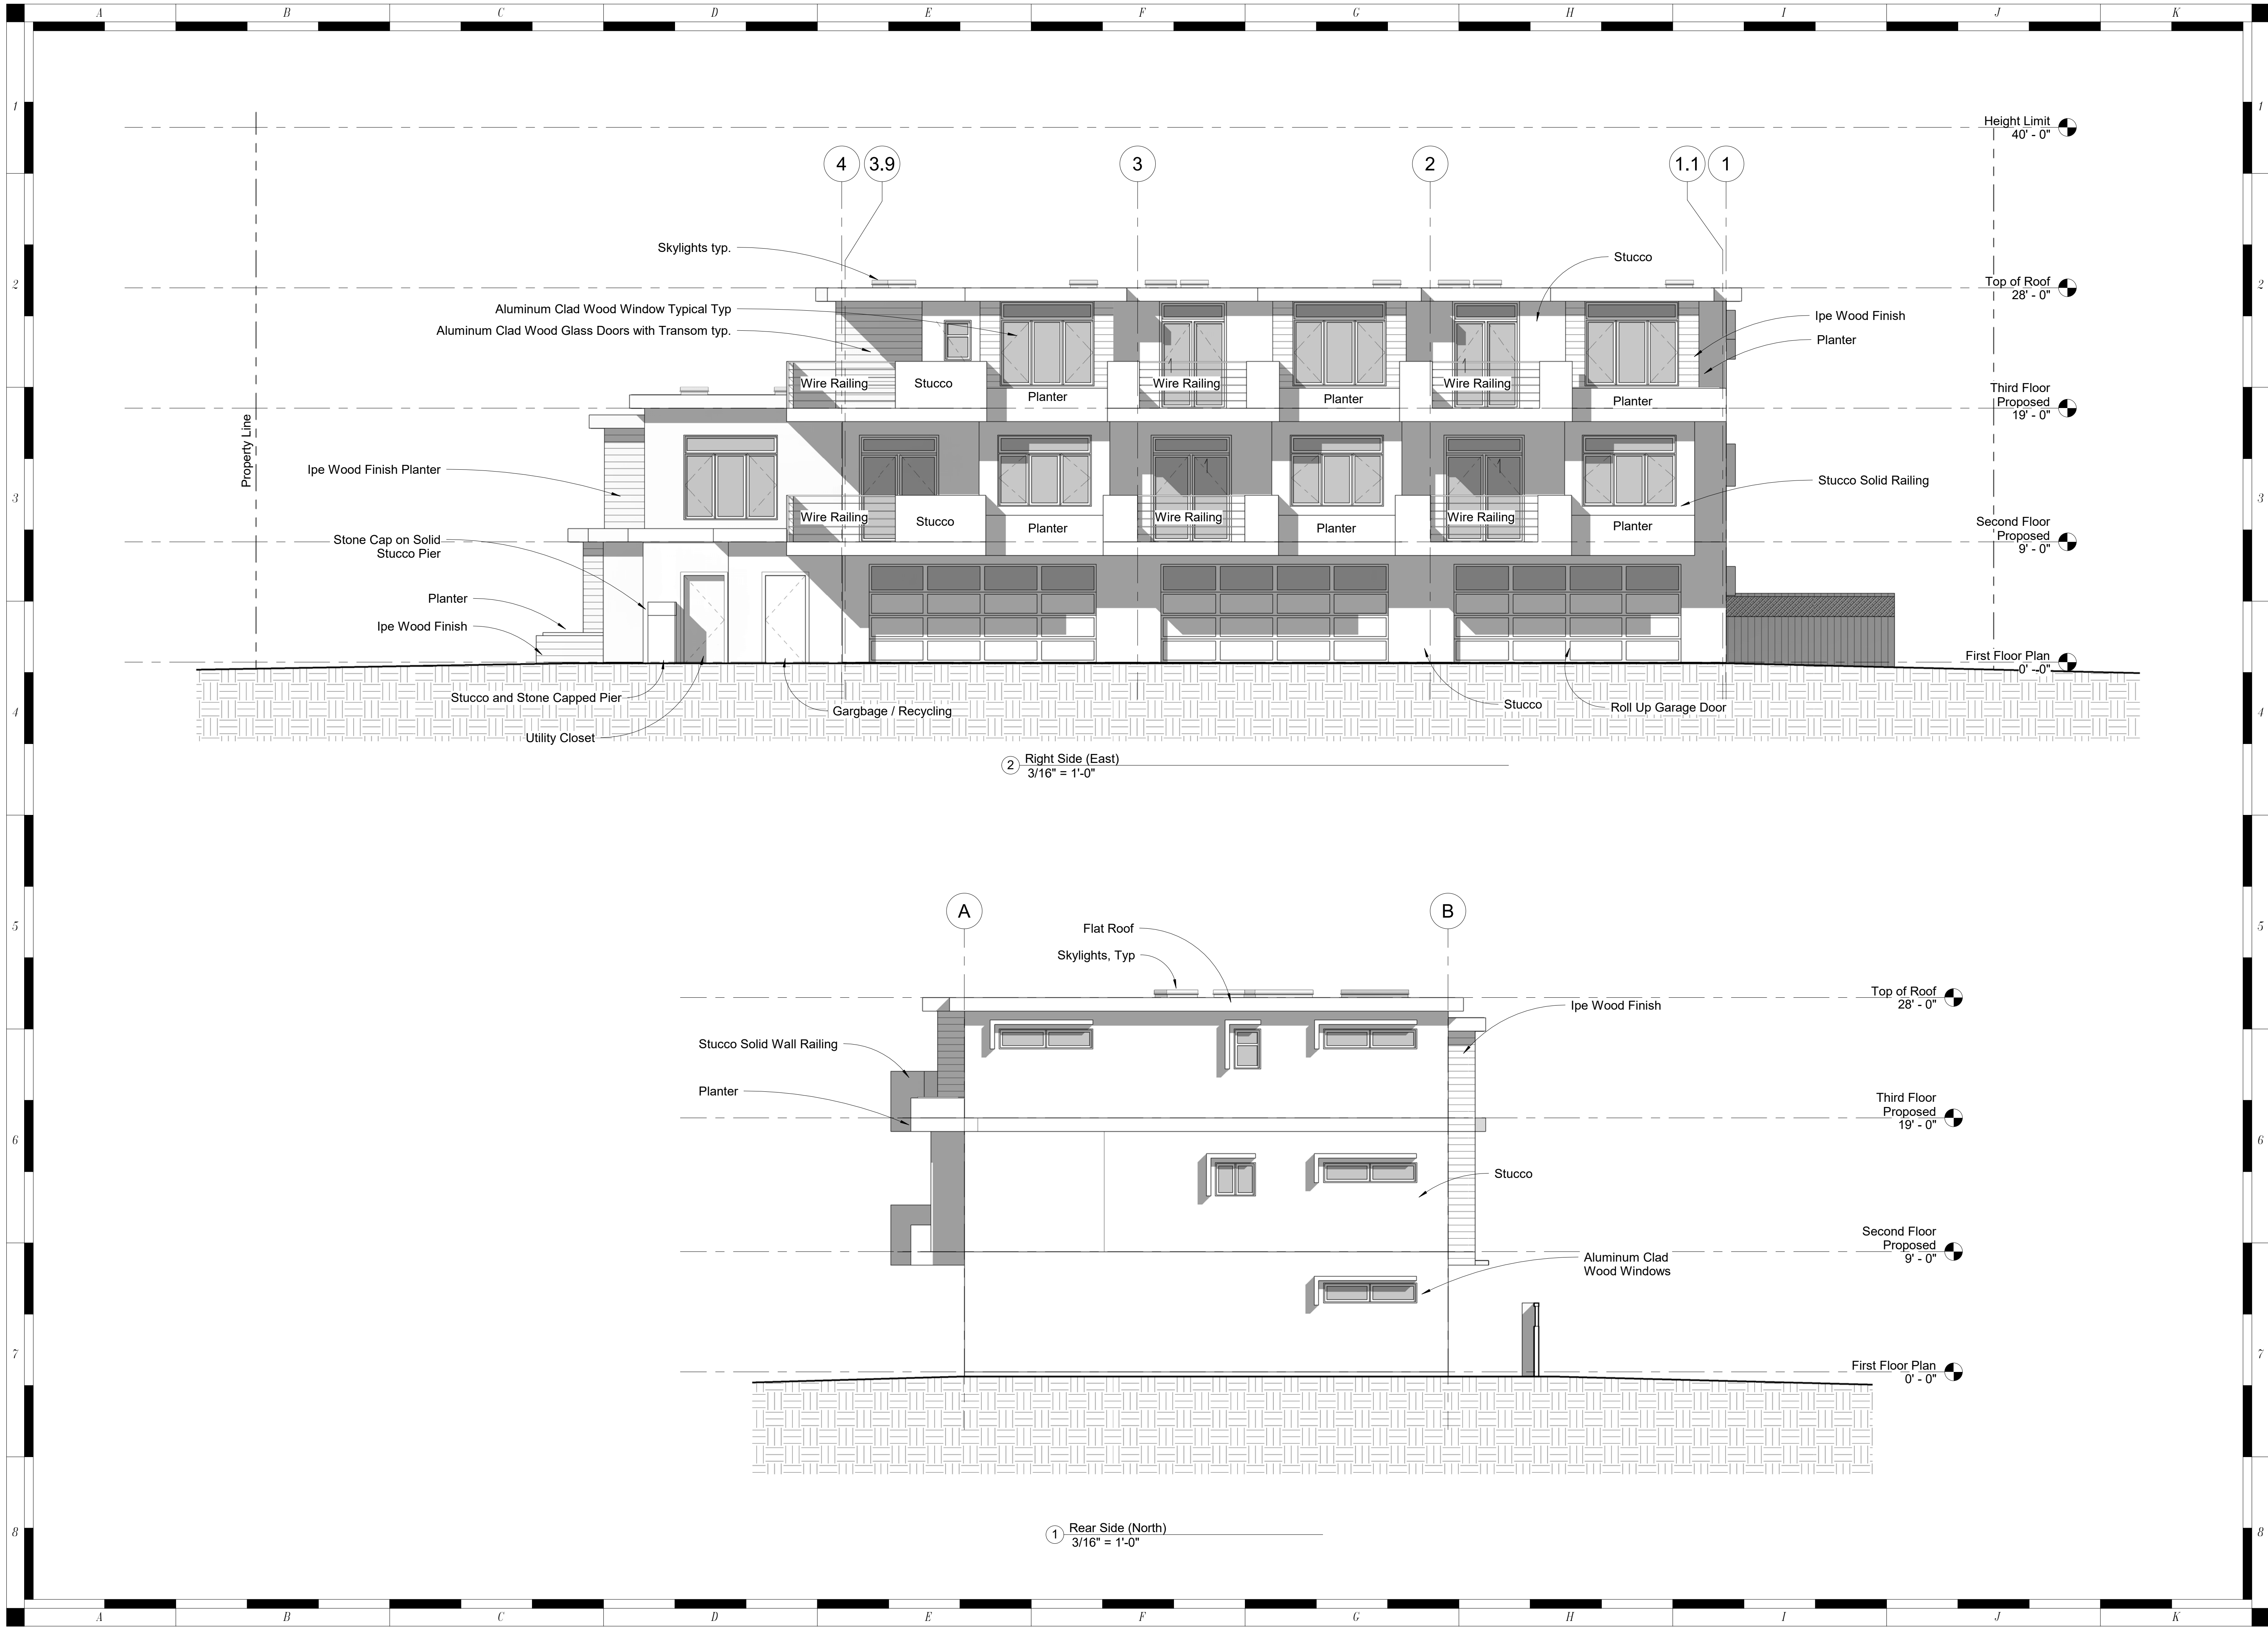 A B C D E F G H I J K
1 1
Height Limit
40' - 0"
4 3.9 3 2 1.1 1
Skylights typ.
Stucco
2 2
Top of Roof
28' - 0"
Aluminum Clad Wood Window Typical Typ
Ipe Wood Finish
Aluminum Clad Wood Glass Doors with Transom typ.
Planter
Wire Railing
Stucco
Planter
Wire Railing
Planter
Wire Railing
Planter
Third Floor
Proposed
19' - 0"
Property Line
Ipe Wood Finish Planter
Stucco Solid Railing
3 3
Wire Railing
Stucco
Planter
Wire Railing
Planter
Wire Railing
Planter
Second Floor
Proposed
9' - 0"
Stone Cap on Solid
Stucco Pier
Planter
Ipe Wood Finish
First Floor Plan
0' - 0"
Stucco and Stone Capped Pier
Gargbage / Recycling
Stucco
Roll Up Garage Door
4 4
Utility Closet
2 Right Side (East)
3/16" = 1'-0"
A B
5 5
Flat Roof
Skylights, Typ
Top of Roof
28' - 0"
Ipe Wood Finish
Stucco Solid Wall Railing
Planter
Third Floor
Proposed
19' - 0"
6 6
Stucco
Second Floor
Proposed
9' - 0"
Aluminum Clad
Wood Windows
7 7
First Floor Plan
0' - 0"
8 8
1 Rear Side (North)
3/16" = 1'-0"
A B C D E F G H I J K